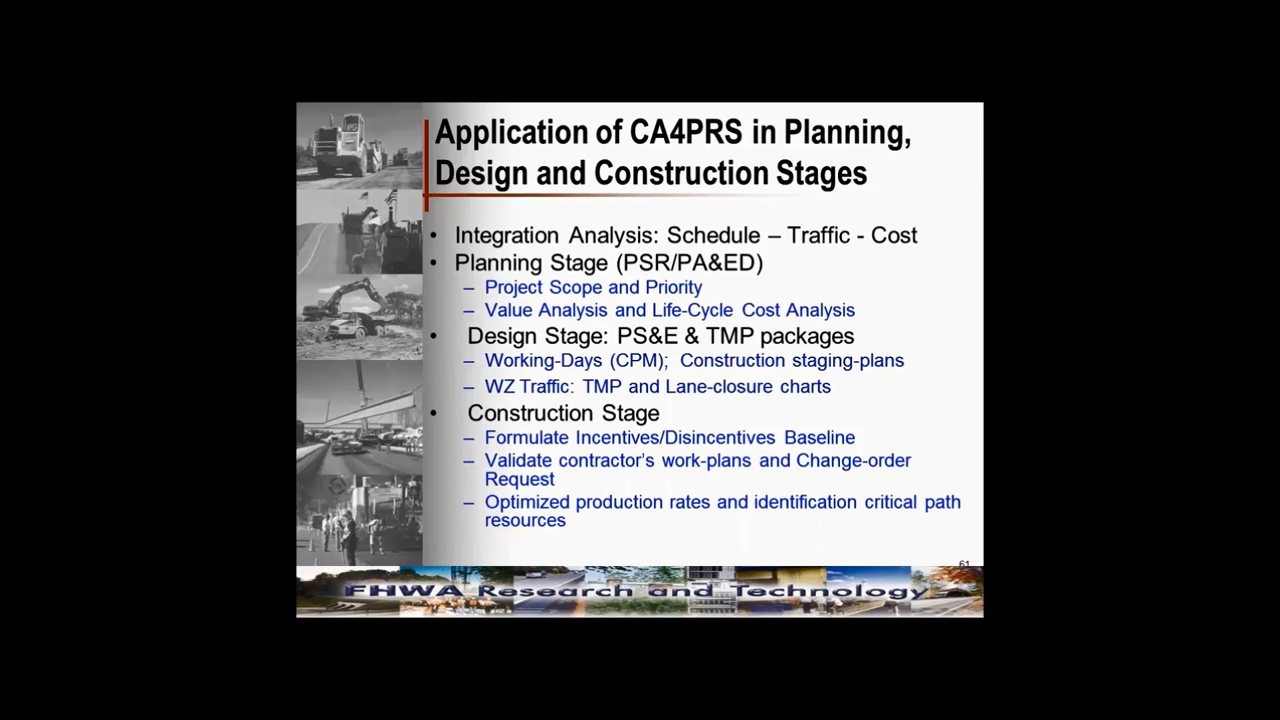 Application of CA4PRS in Planning,
Design and Construction Stages
• Integration Analysis: Schedule – Traffic - Cost
• Planning Stage (PSR/PA&ED)
– Project Scope and Priority
– Value Analysis and Life-Cycle Cost Analysis
• Design Stage: PS&E & TMP packages
– Working-Days (CPM); Construction staging-plans
– WZ Traffic: TMP and Lane-closure charts
• Construction Stage
– Formulate Incentives/Disincentives Baseline
– Validate contractor's work-plans and Change-order
Request
– Optimized production rates and identification critical path
resources
61
FHWA Research and Technology